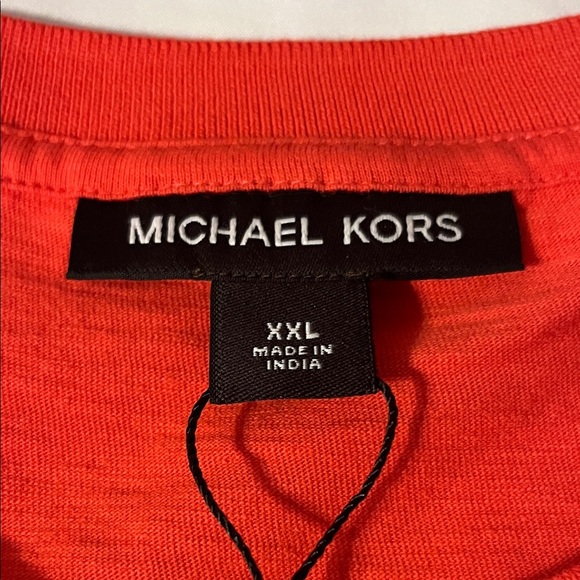 MICHAEL KORS
XXL
MADE IN
INDIA